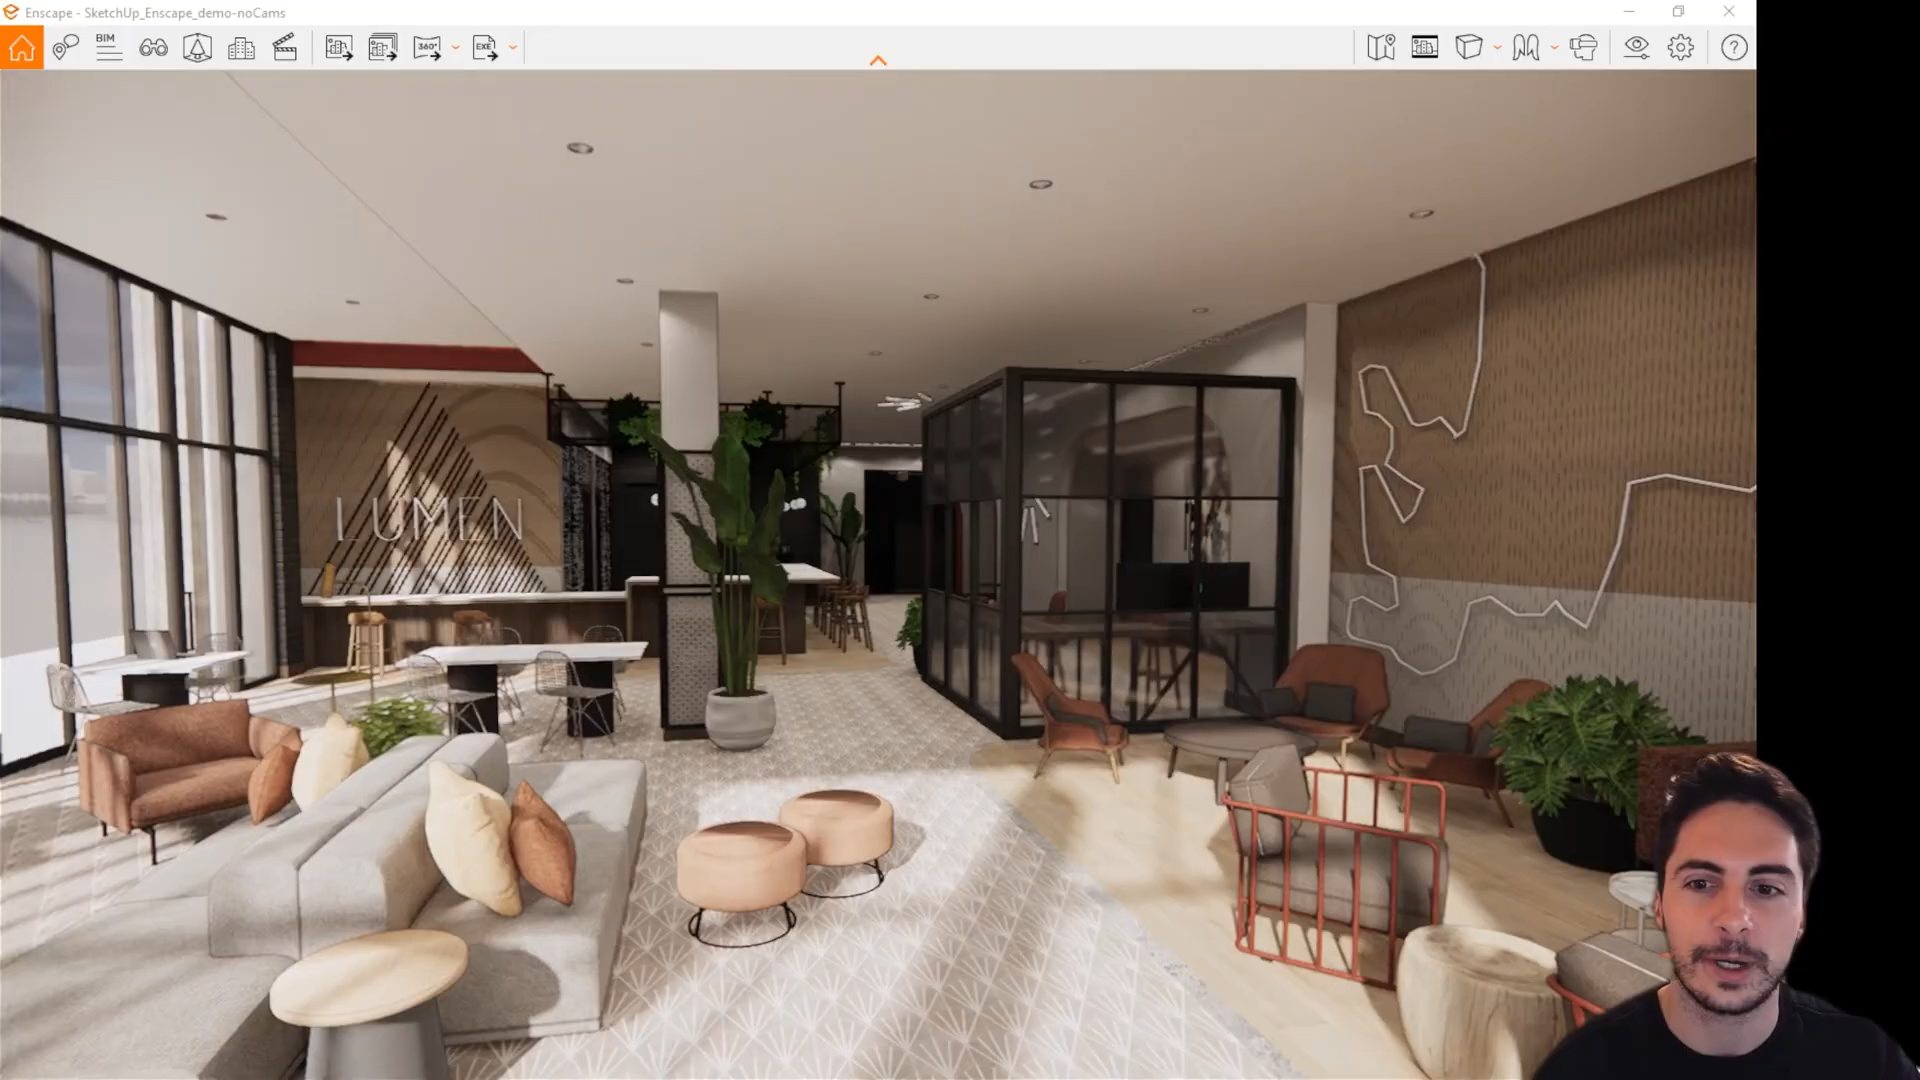 Enscape - SketchUp_Enscape_demo-noCams
BIM
360°
EXE
?
LUMEN